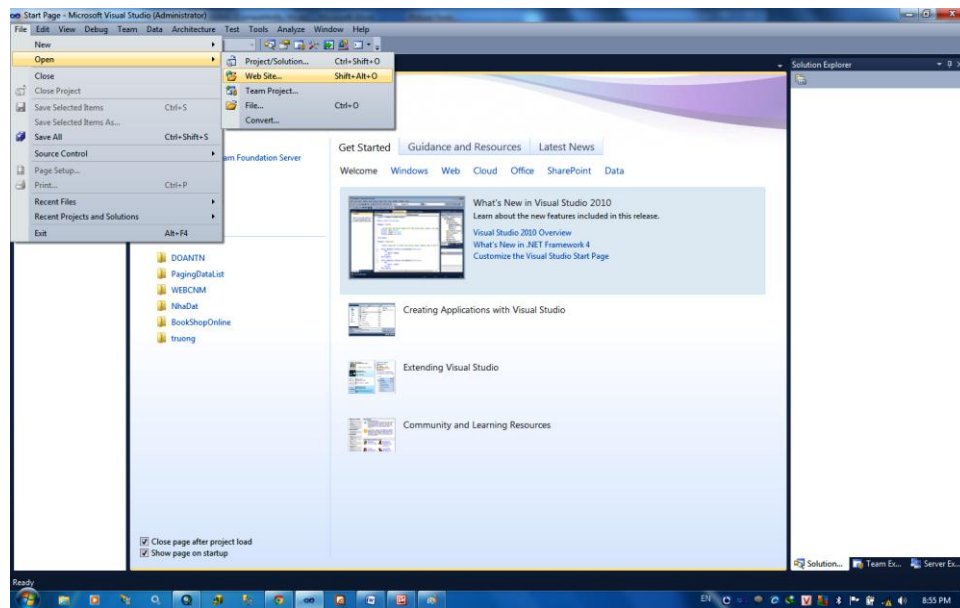 Start Page - Microsoft Visual Studio (Administrator)
File Edit View Debug Team Data Architecture Test Tools Analyze Window Help
New
Open
Close
Close Project
Save Selected Items Ctrl+S
Save Selected Items As...
Save All Ctrl+Shift+S
Source Control
Page Setup...
Print... Ctrl+P
Recent Files
Recent Projects and Solutions
Exit Alt+F4
Project/Solution... Ctrl+Shift+O
Web Site... Shift+Alt+O
Team Project...
File... Ctrl+O
Convert...
am Foundation Server
DOANTN
PagingDataList
WEBCNM
NhaDat
BookShopOnline
truong
Close page after project load
Show page on startup
Get Started Guidance and Resources Latest News
Welcome Windows Web Cloud Office SharePoint Data
What's New in Visual Studio 2010
Learn about the new features included in this release.
Visual Studio 2010 Overview
What's New in .NET Framework 4
Customize the Visual Studio Start Page
Creating Applications with Visual Studio
Extending Visual Studio
Community and Learning Resources
Solution Explorer
Solution... Team Ex... Server Ex...
Ready
EN
8:55 PM